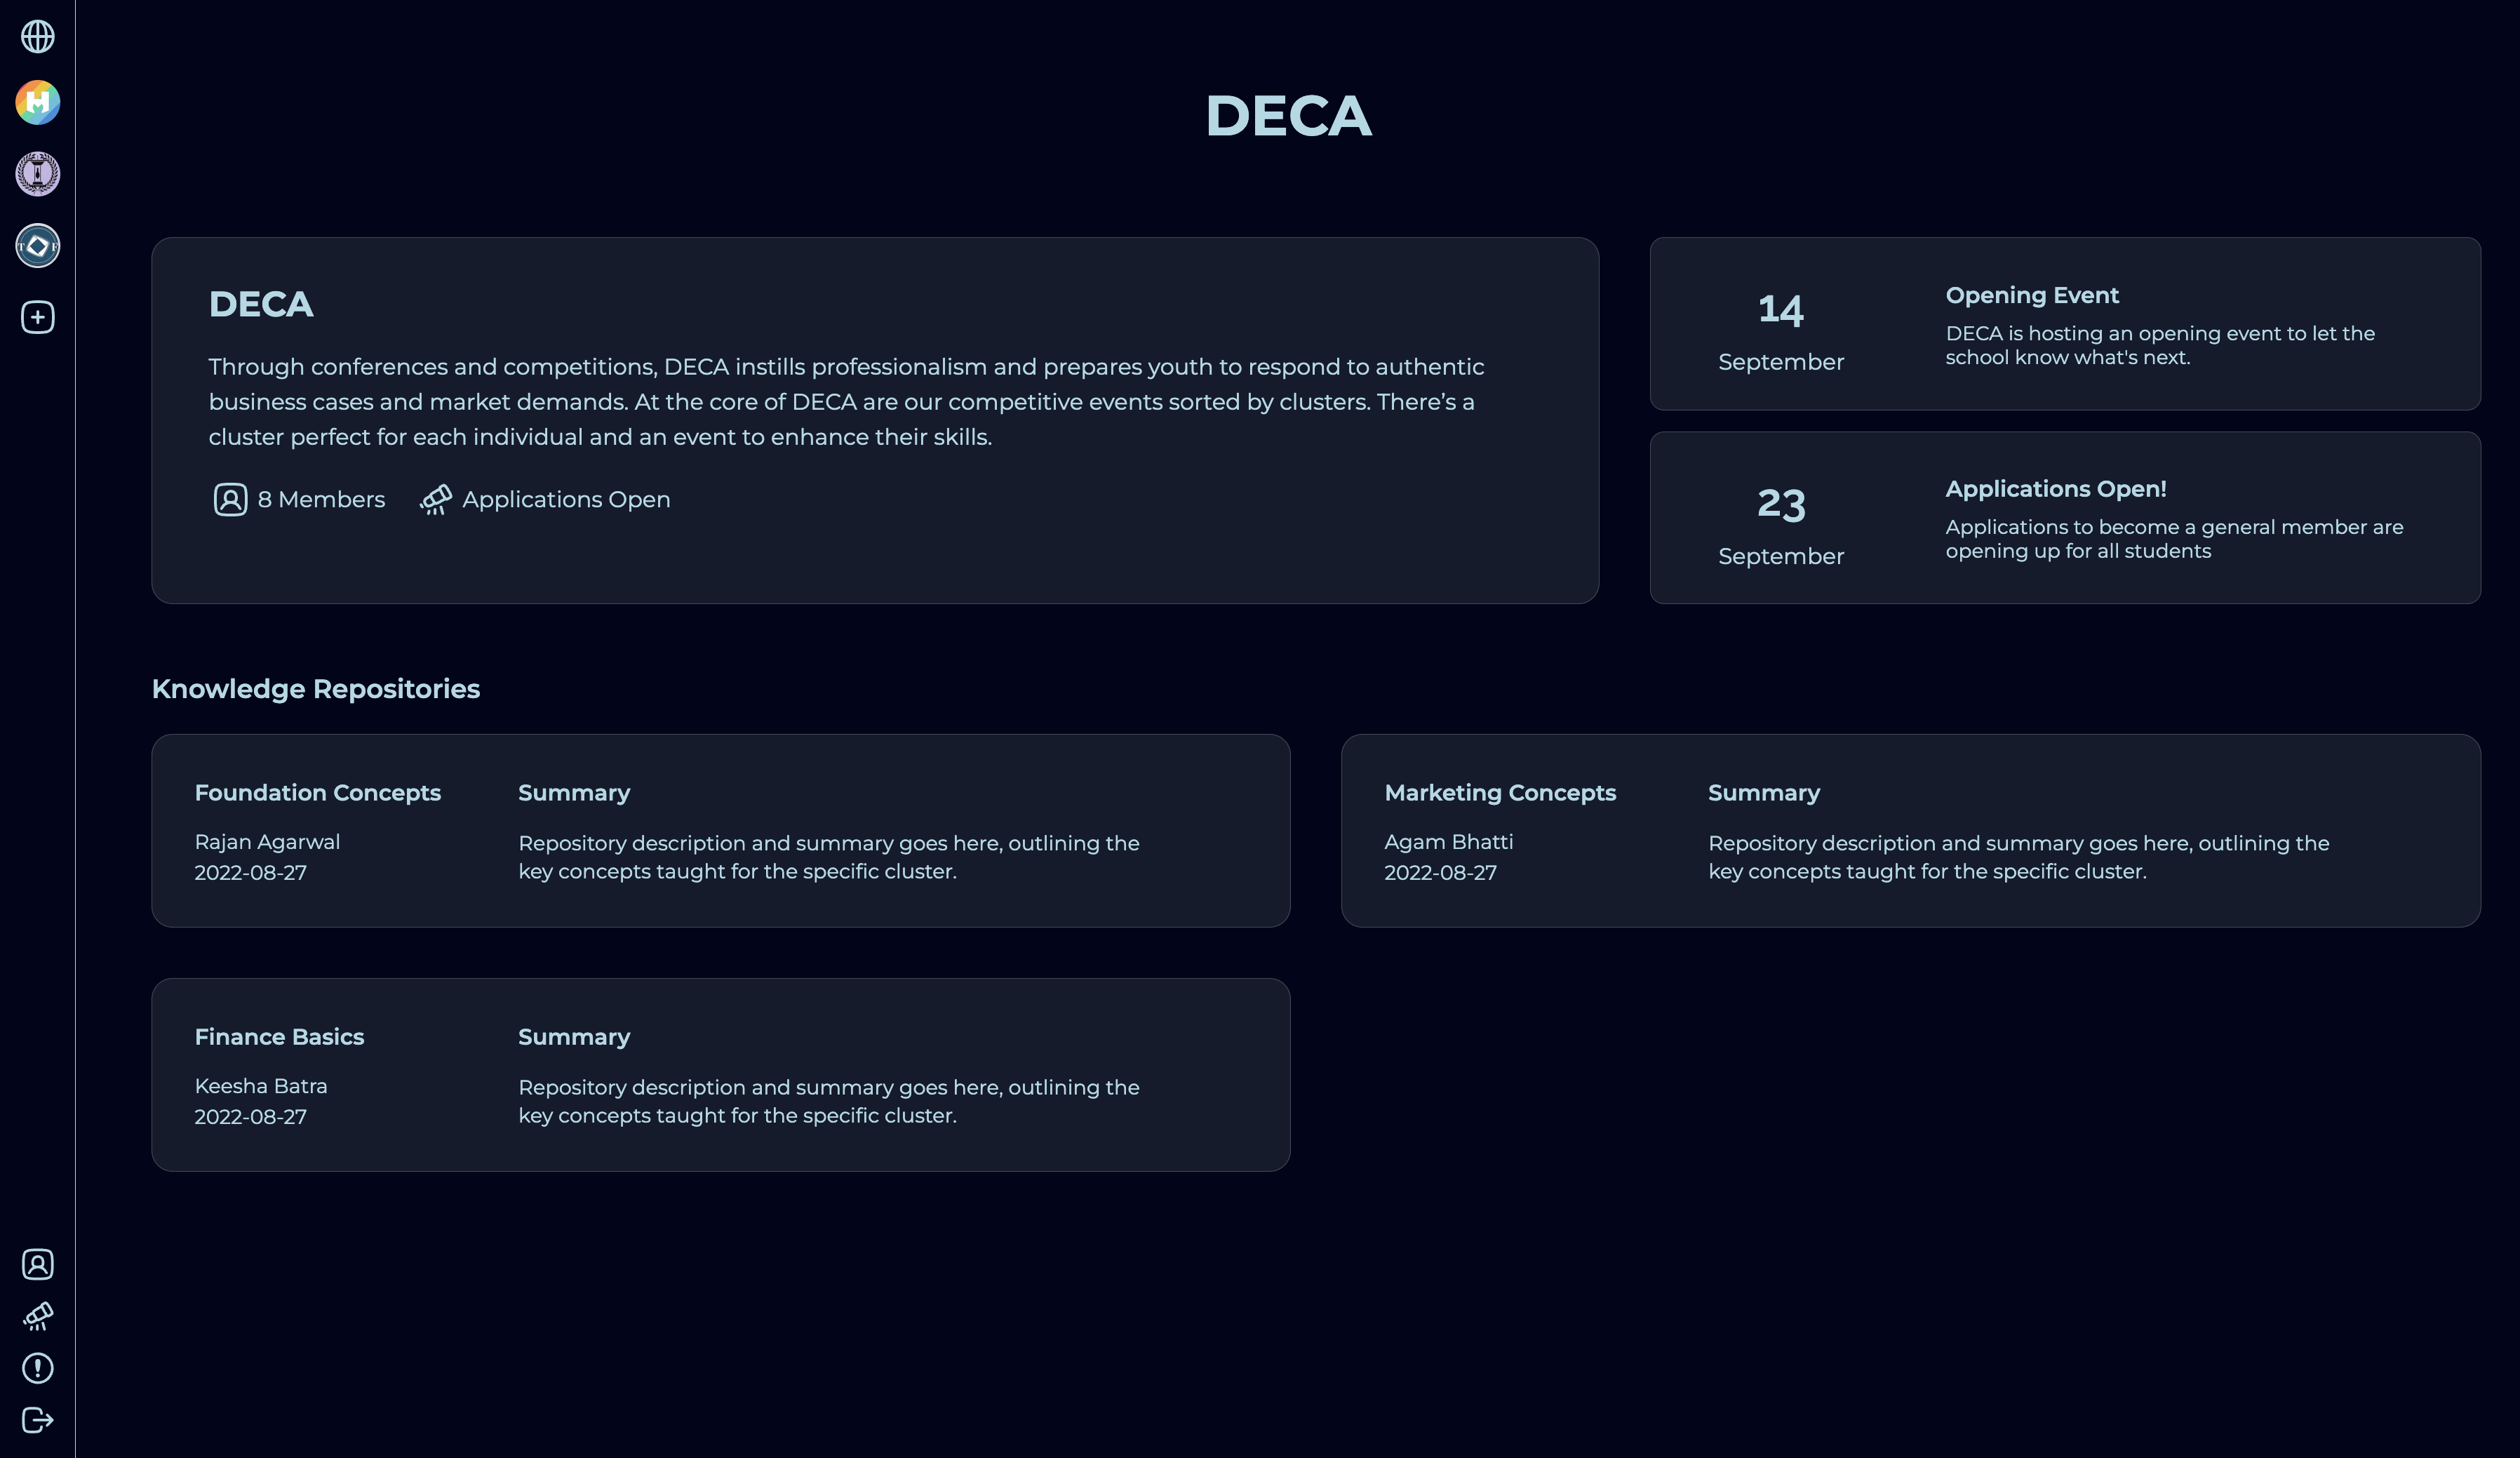 DECA
DECA
Through conferences and competitions, DECA instills professionalism and prepares youth to respond to authentic
business cases and market demands. At the core of DECA are our competitive events sorted by clusters. There’s a
cluster perfect for each individual and an event to enhance their skills.
8 Members
Applications Open
14
September
Opening Event
DECA is hosting an opening event to let the
school know what's next.
23
September
Applications Open!
Applications to become a general member are
opening up for all students
Knowledge Repositories
Foundation Concepts
Rajan Agarwal
2022-08-27
Summary
Repository description and summary goes here, outlining the
key concepts taught for the specific cluster.
Marketing Concepts
Agam Bhatti
2022-08-27
Summary
Repository description and summary goes here, outlining the
key concepts taught for the specific cluster.
Finance Basics
Keesha Batra
2022-08-27
Summary
Repository description and summary goes here, outlining the
key concepts taught for the specific cluster.